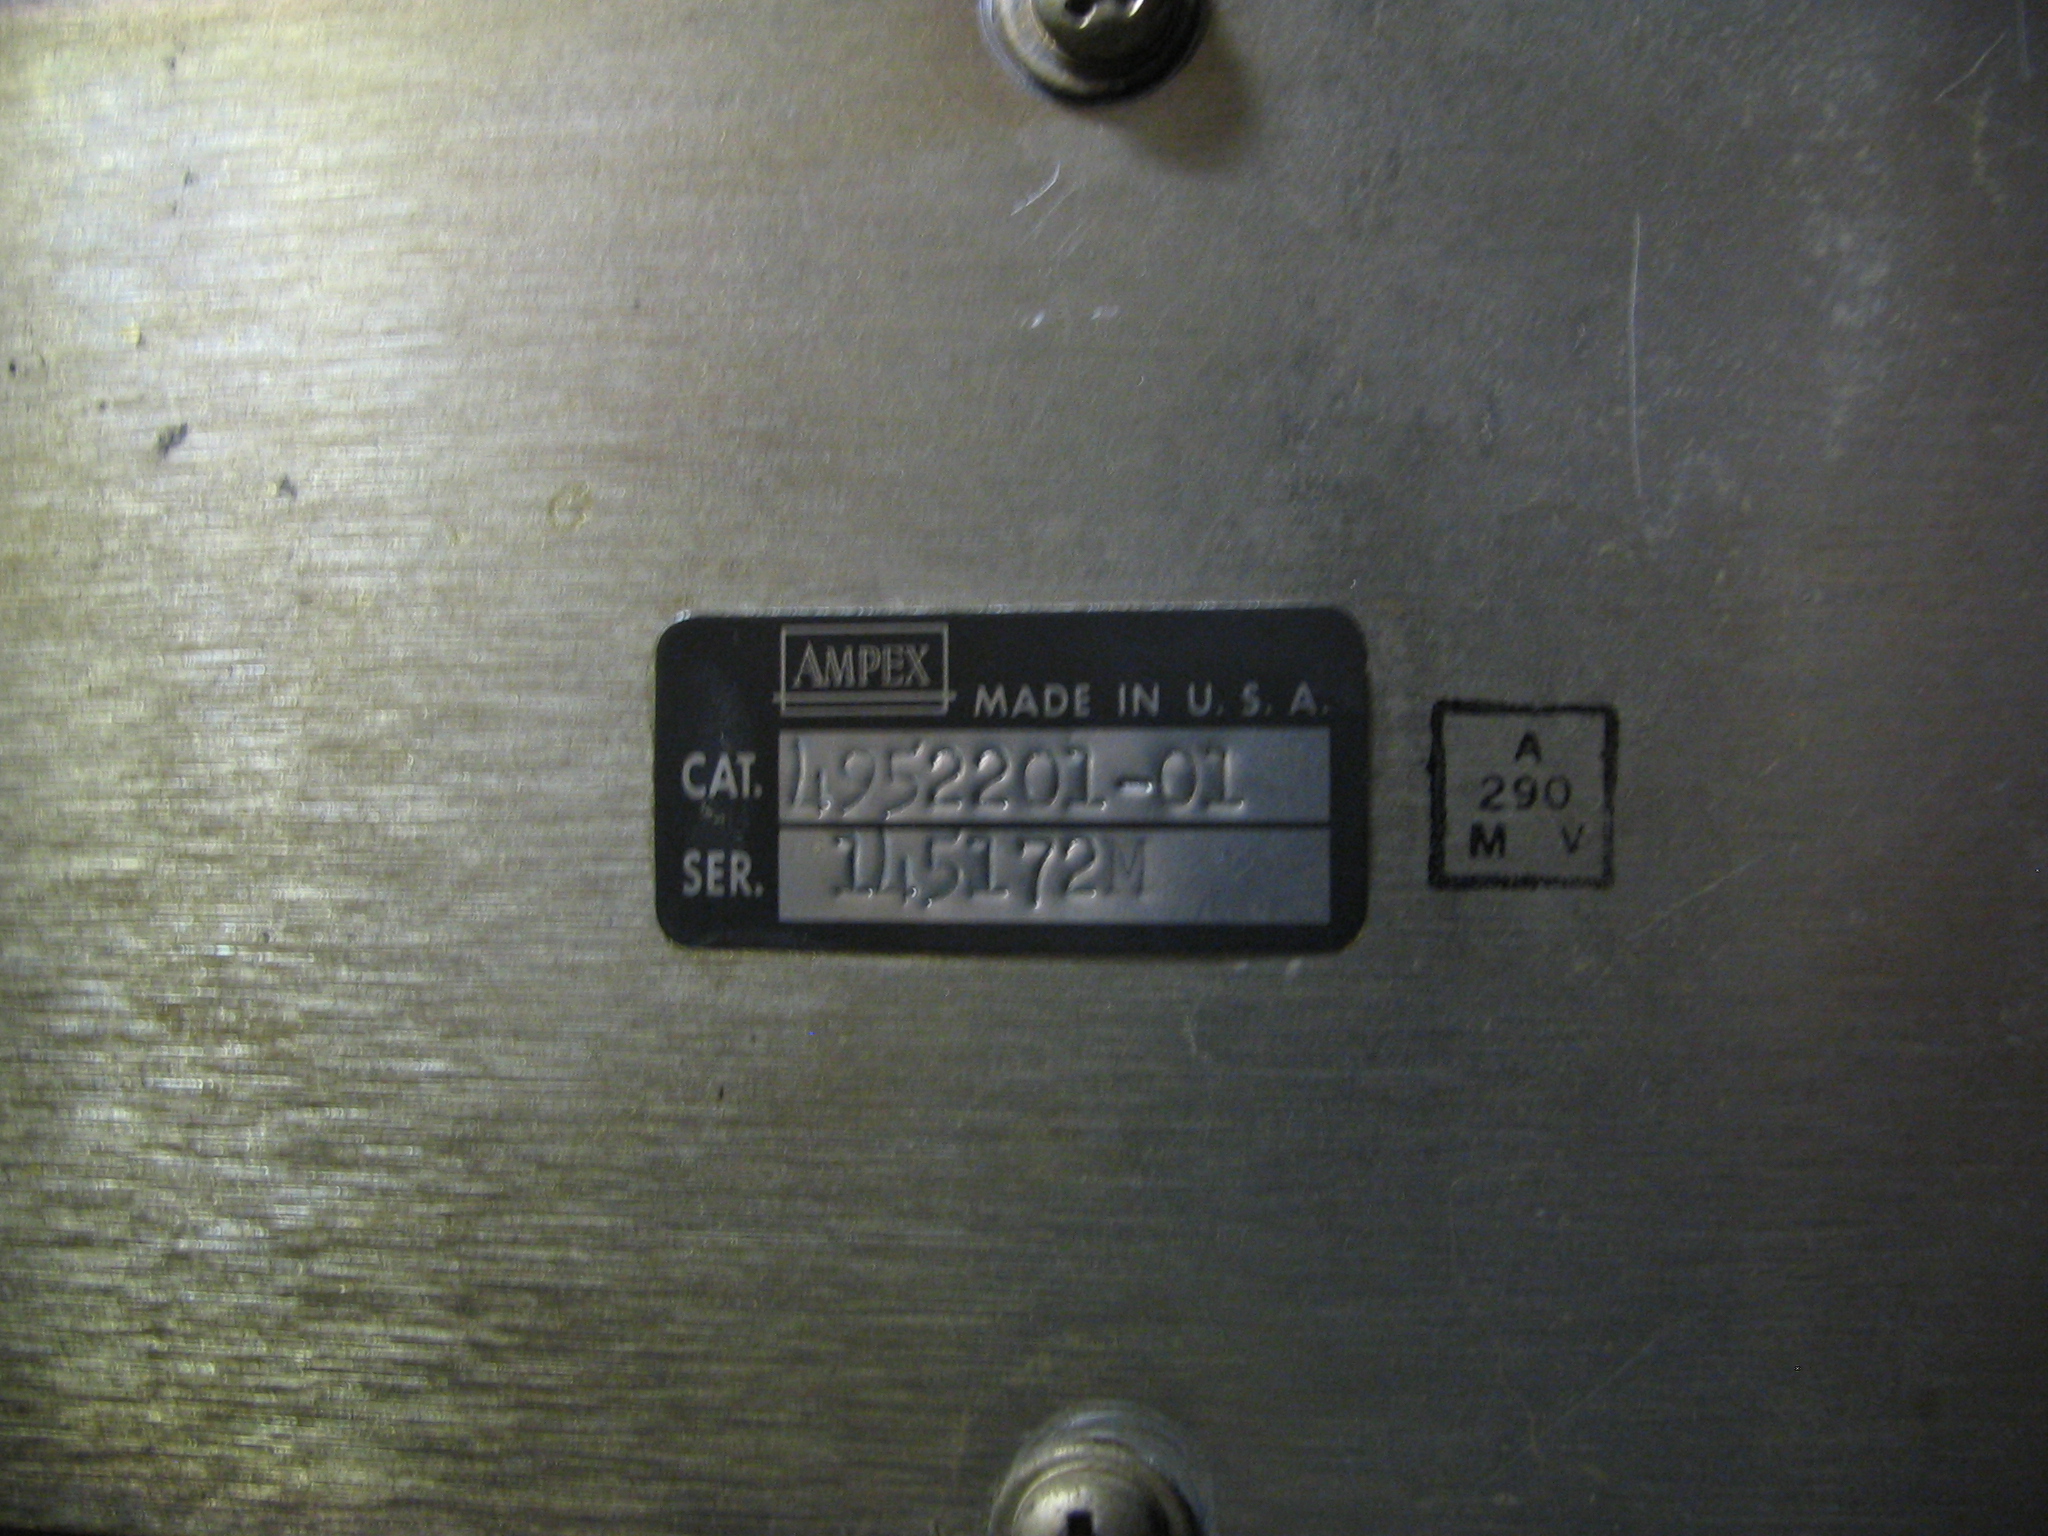 AMPEX
MADE IN U. S. A.
CAT. 4952201-01
SER. 145172M
A
290
M V